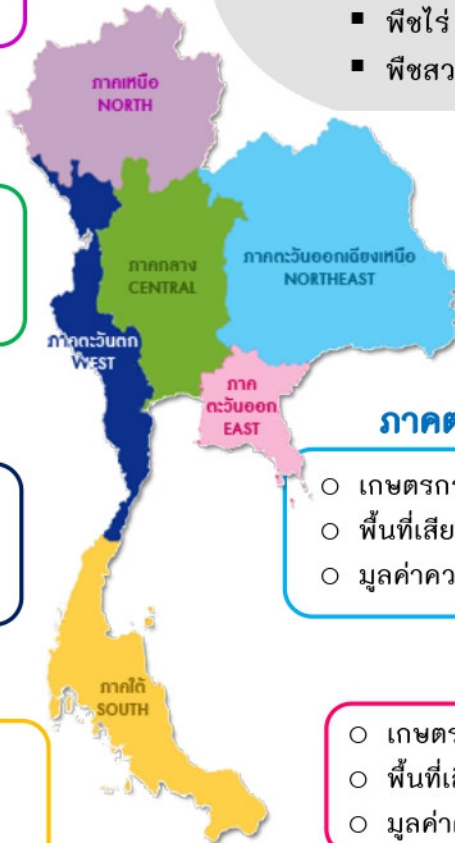 ▪ พืชไร่
▪ พืชสว
ภาคเหนือ
NORTH
ภาคตะวันออกเฉียงเหนือ
NORTHEAST
ภาคกลาง
CENTRAL
ภาคตะวันตก
WEST
ภาค
ตะวันออก
EAST
ภาคต
○ เกษตรกร
○ พื้นที่เสีย
○ มูลค่าคว
ภาคใต้
SOUTH
○ เกษตร
○ พื้นที่เสี
○ มูลค่า